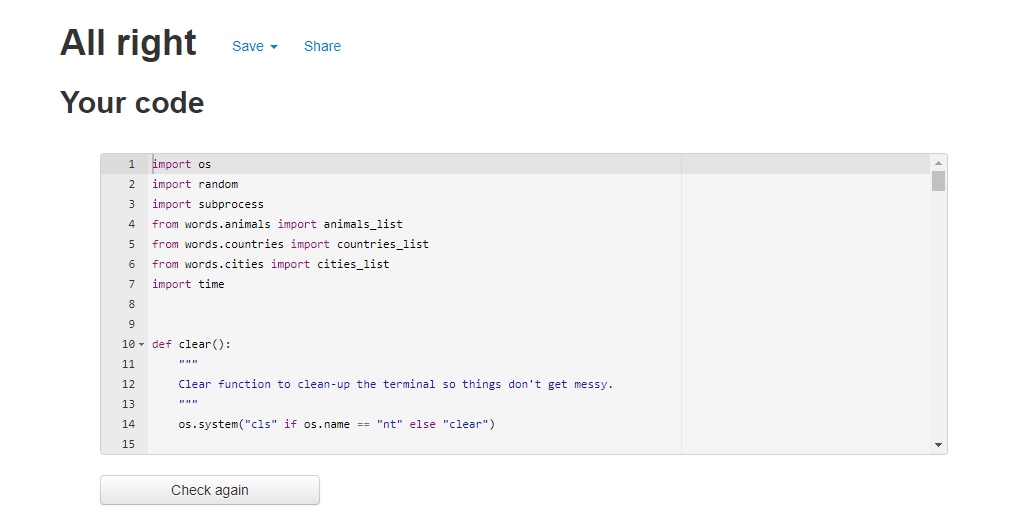 All right Save Share
Your code
1 import os
2 import random
3 import subprocess
4 from words.animals import animals_list
5 from words.countries import countries_list
6 from words.cities import cities_list
7 import time
8
9
10 def clear():
11 """
12 Clear function to clean-up the terminal so things don't get messy.
13 """
14 os.system("cls" if os.name == "nt" else "clear")
15
Check again